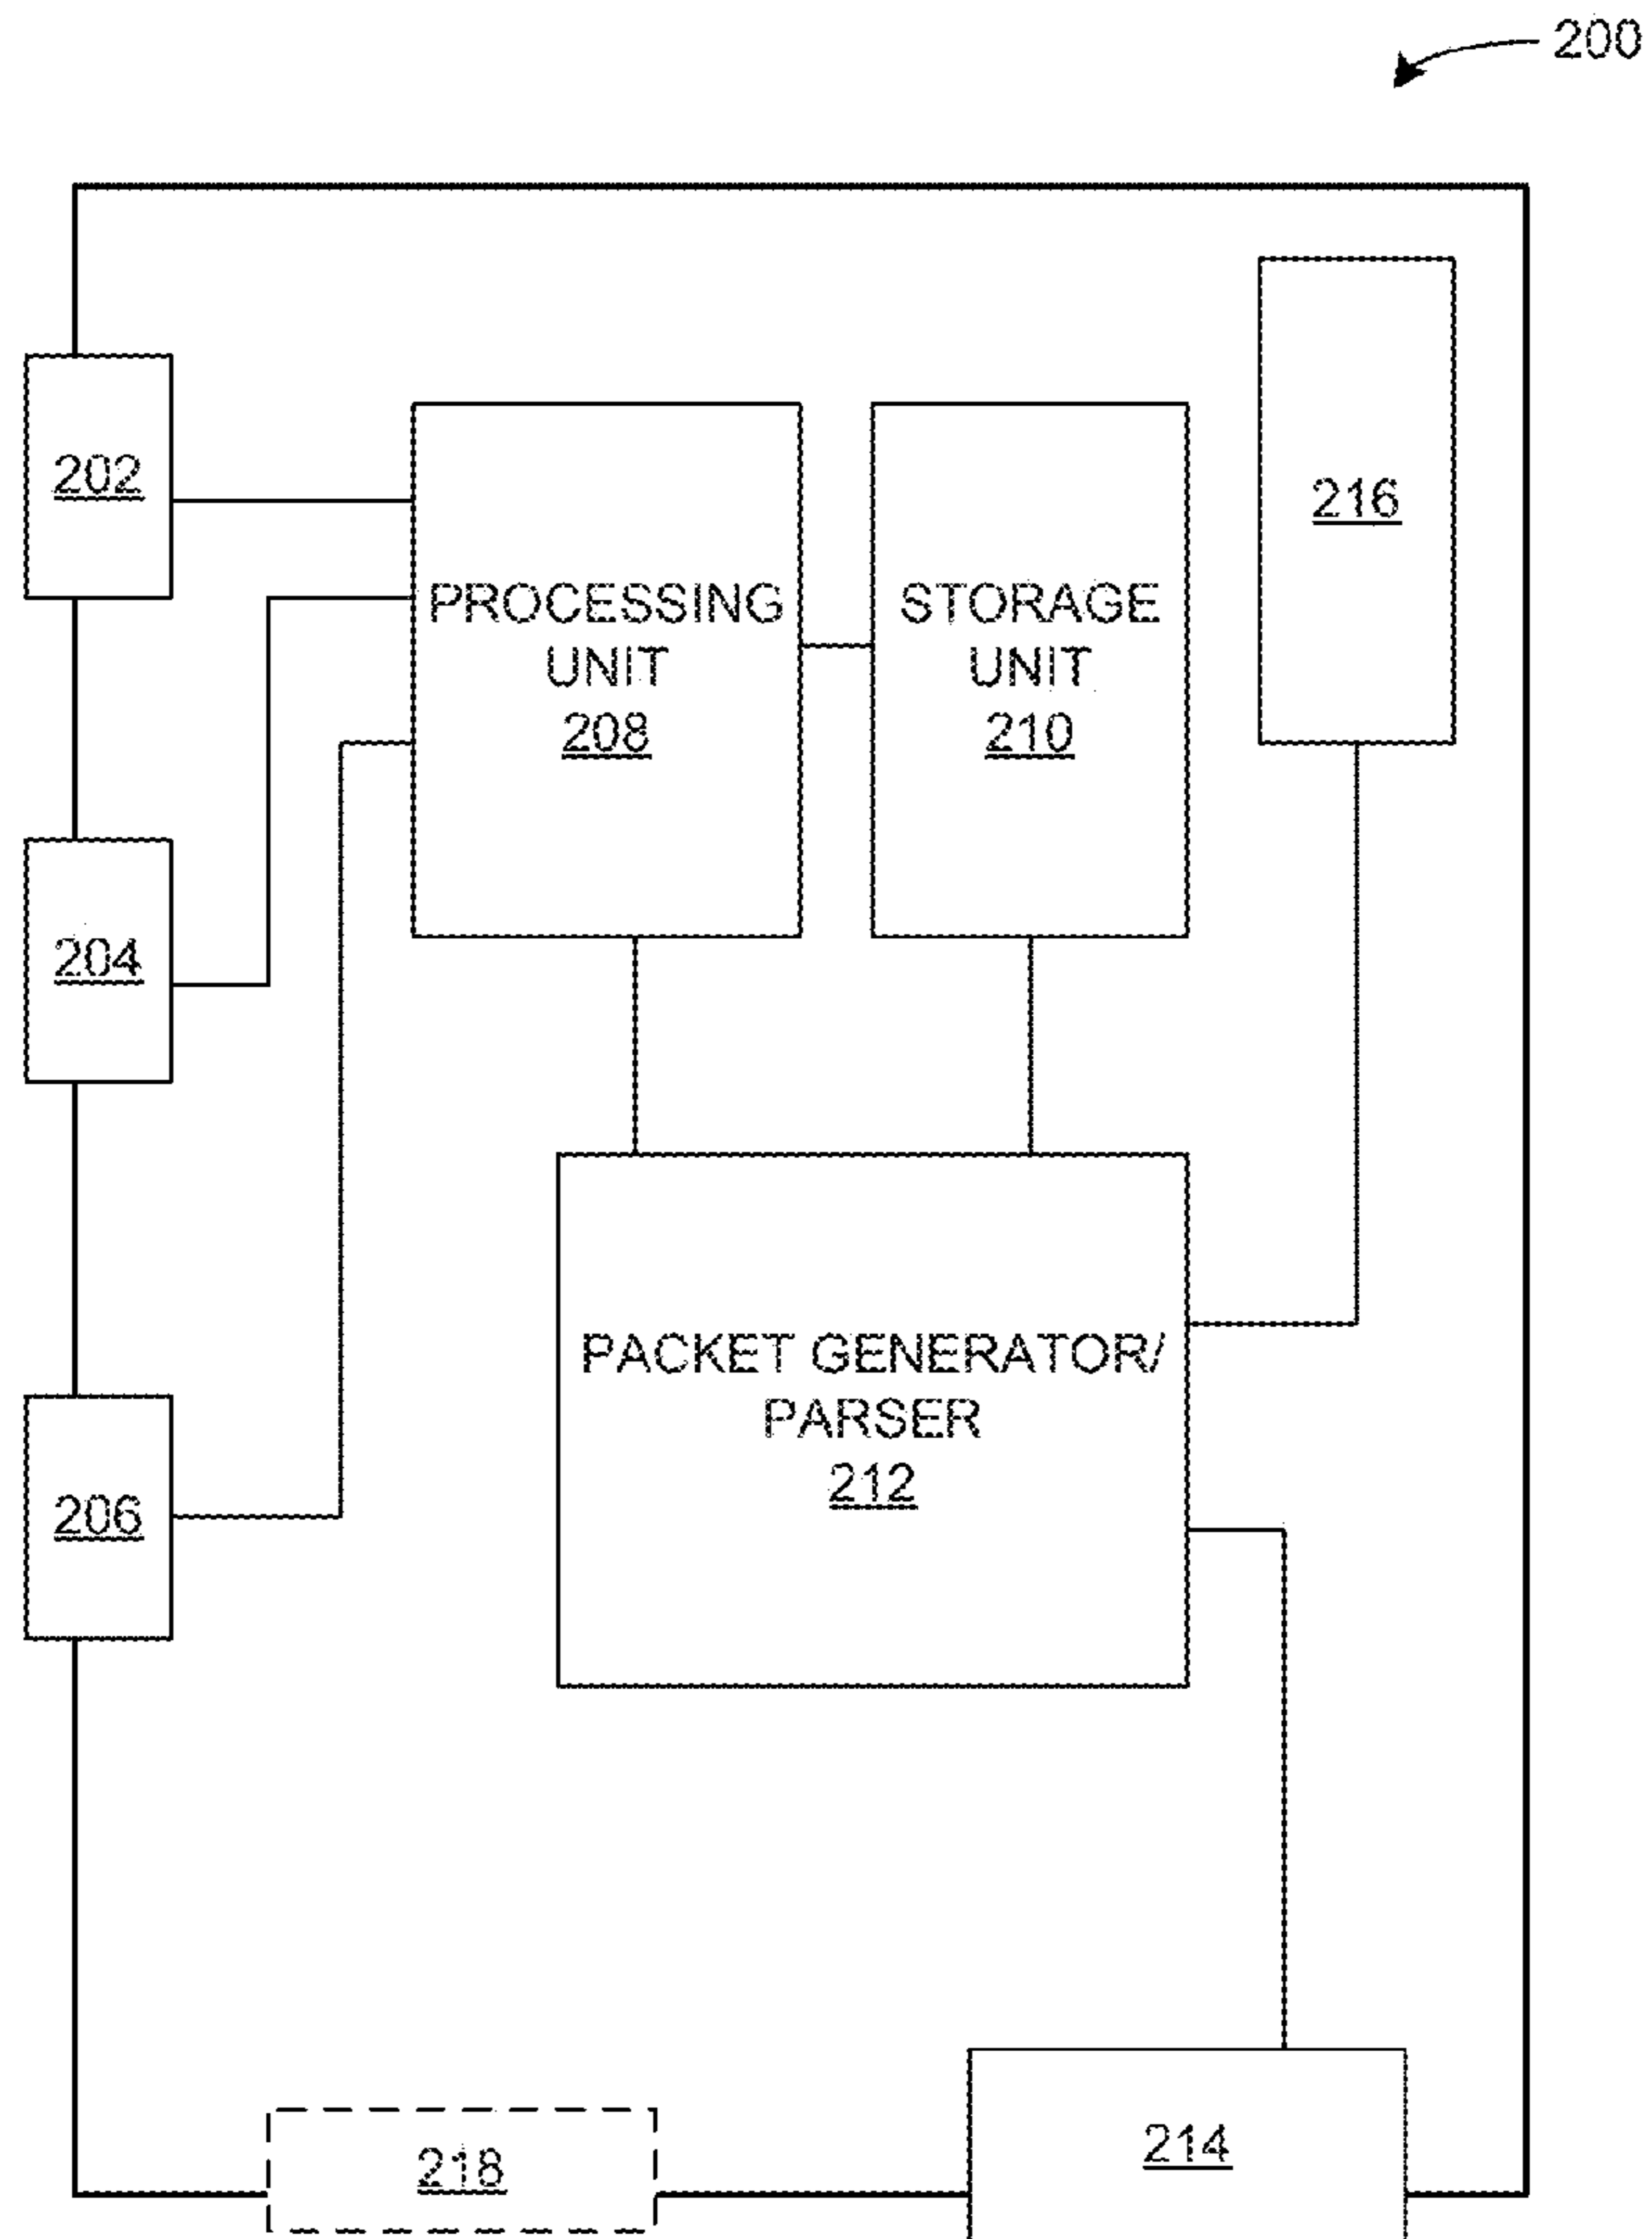 200
202
PROCESSING
UNIT
208
STORAGE
UNIT
210
216
204
PACKET GENERATOR/
PARSER
212
206
218
214